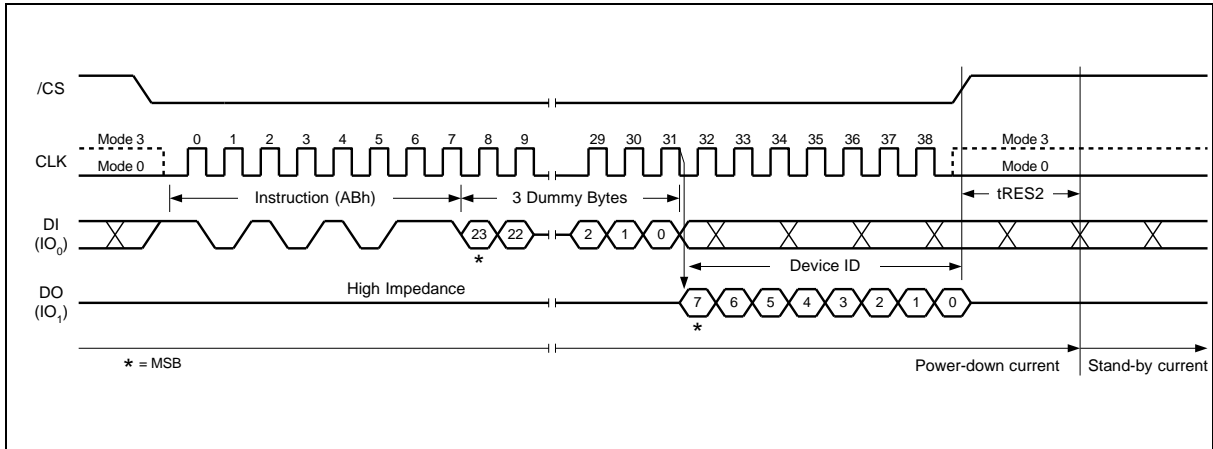 /CS
Mode 3
0 1 2 3 4 5 6 7 8 9 29 30 31 32 33 34 35 36 37 38
Mode 3
CLK
Mode 0
Mode 0
Instruction (ABh)
3 Dummy Bytes
tRES2
DI
(IO0)
23 22 2 1 0
*
Device ID
High Impedance
DO
(IO1)
7 6 5 4 3 2 1 0
*
* = MSB
Power-down current
Stand-by current